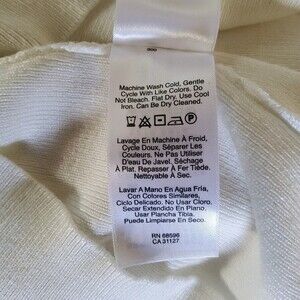 Machine Wash Cold, Gentle
Cycle With Like Colors. Do
Not Bleach. Flat Dry. Use Cool
Iron. Can Be Dry Cleaned.
Lavage En Machine À Froid,
Cycle Doux, Séparer Les
Couleurs. Ne Pas Utiliser
D'eau De Javel. Séchage
À Plat. Repasser À Fer Tiède.
Nettoyable À Sec.
Lavar A Mano En Agua Fria,
Con Colores Similares,
Ciclo Delicado. No Usar Cloro.
Secar Extendido En Plano.
Usar Plancha Tibia.
Puede Limpiarse En Seco.
RN 68596
CA 31127